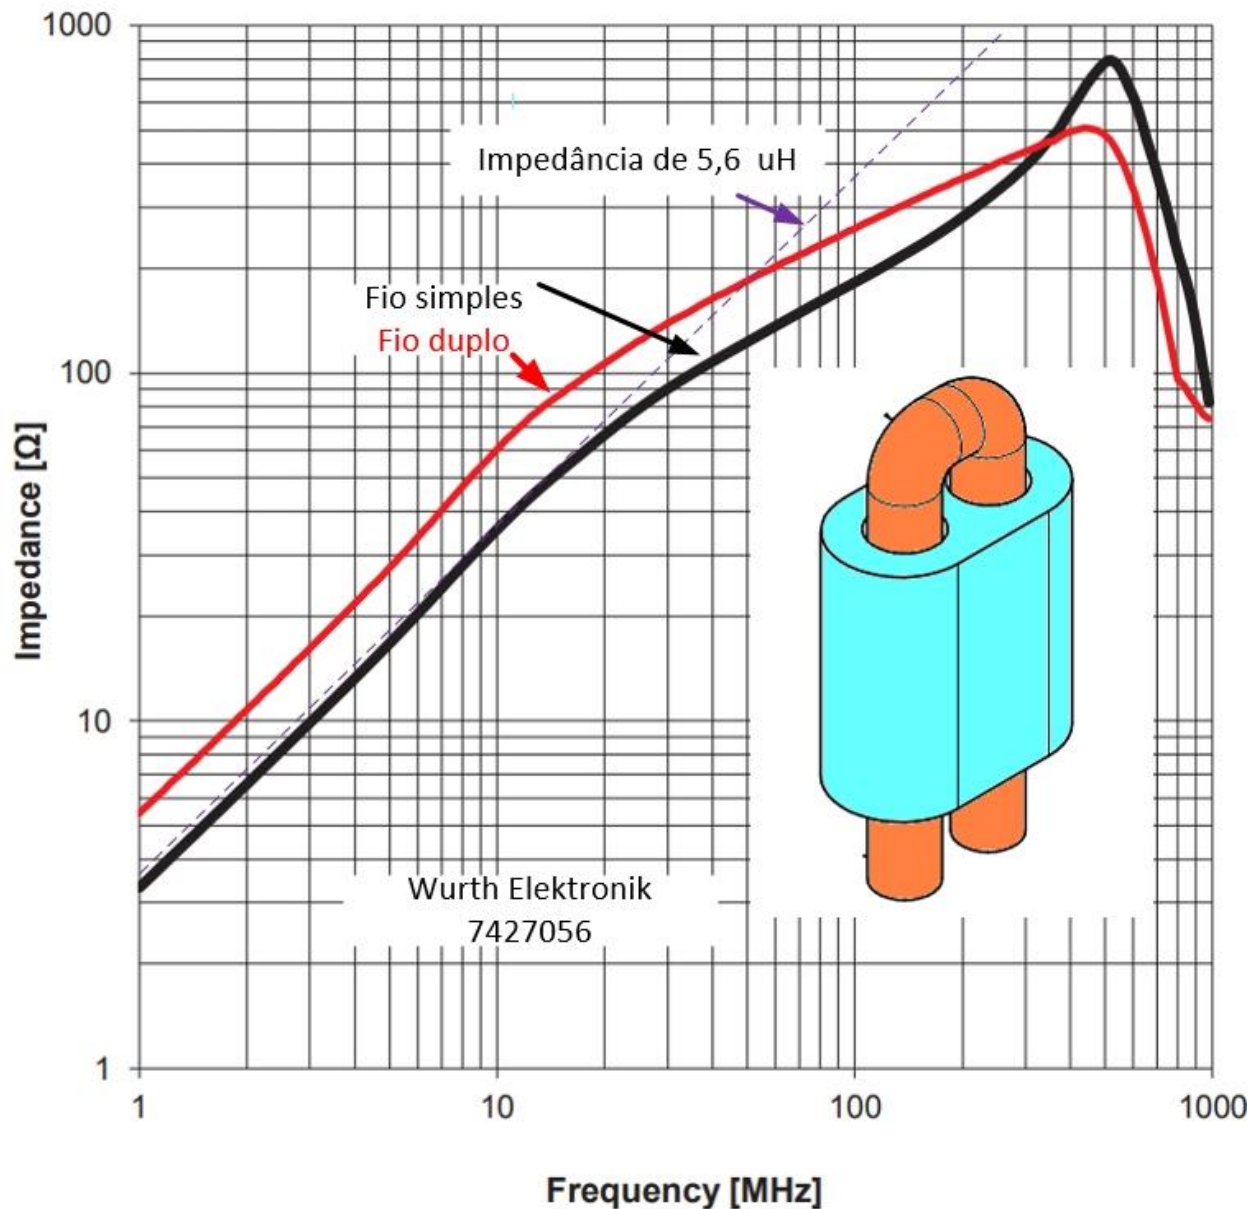 1000
Impedância de 5,6 uH
Fio simples
Fio duplo
100
Impedance [Ω]
10
Wurth Elektronik
7427056
1
1
10
100
1000
Frequency [MHz]